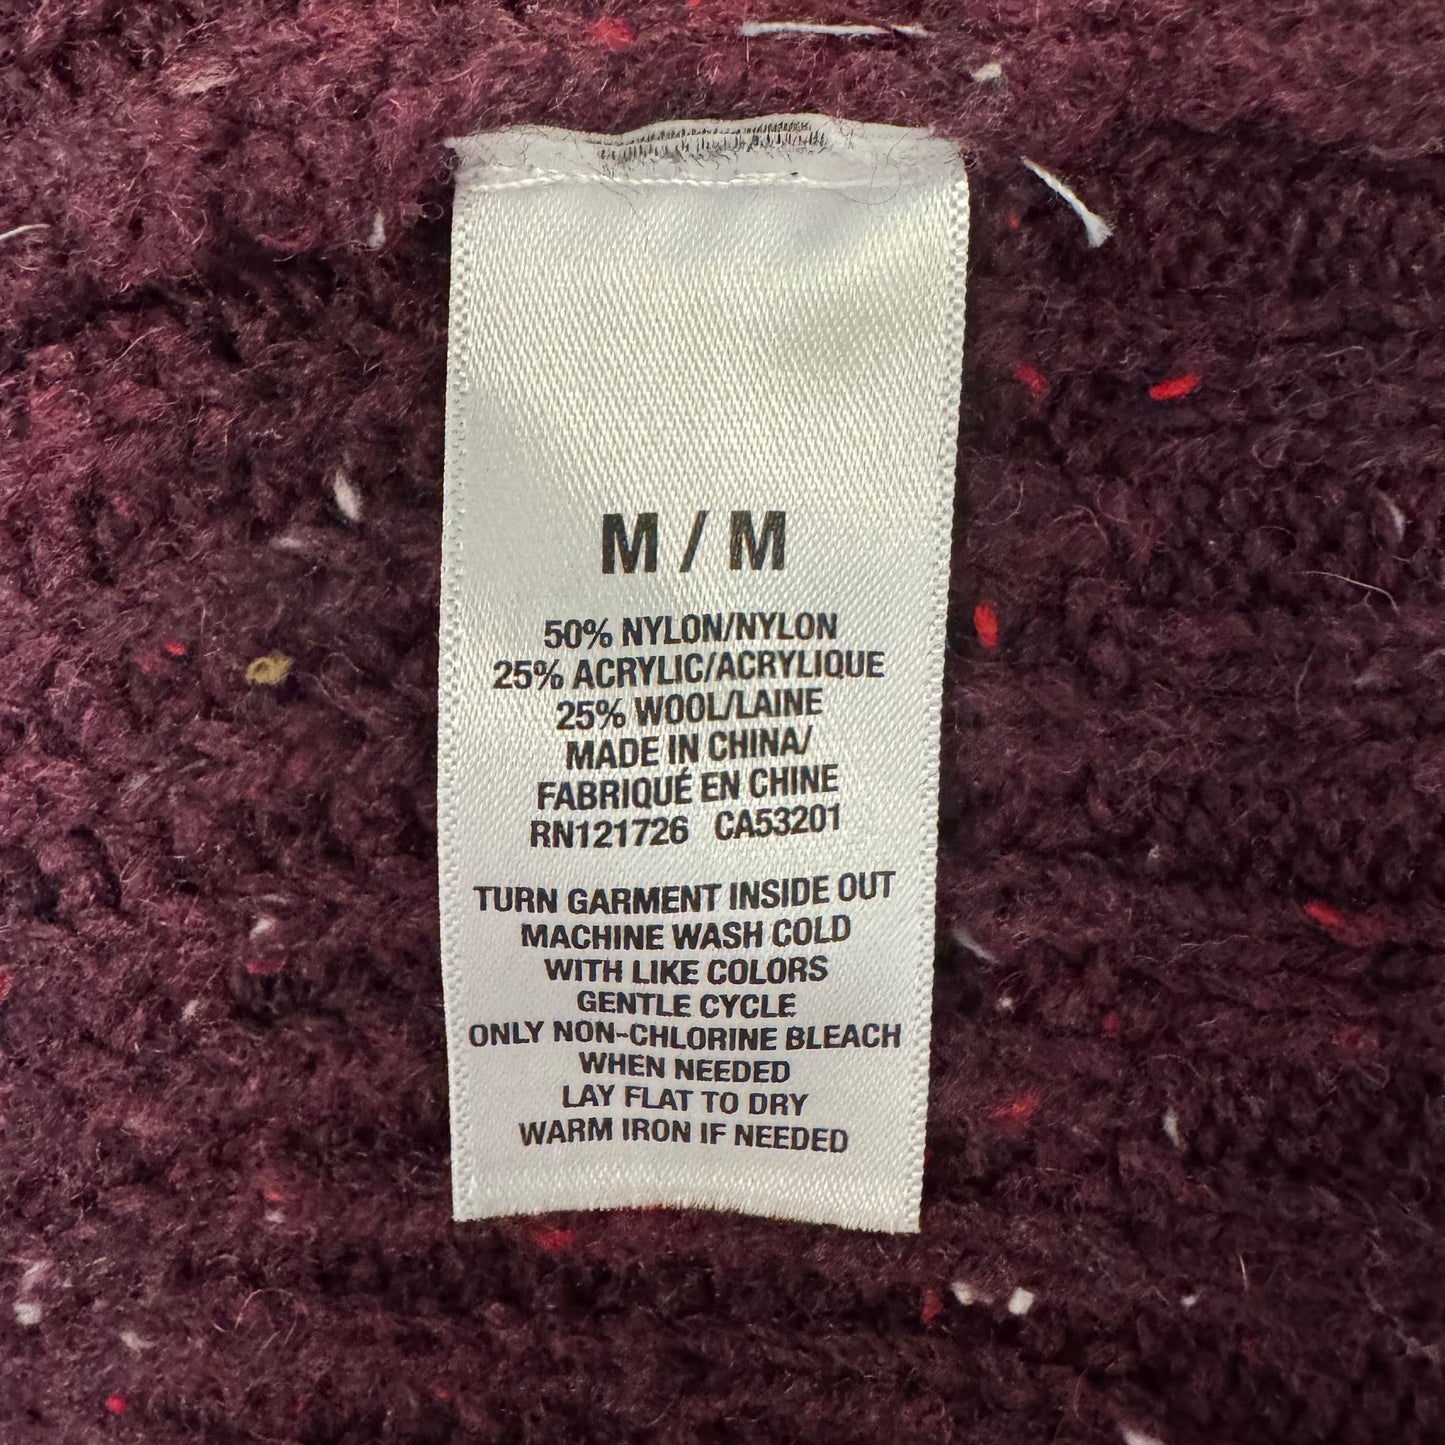 M / M
50% NYLON/NYLON
25% ACRYLIC/ACRYLIQUE
25% WOOL/LAINE
MADE IN CHINA/
FABRIQUÉ EN CHINE
RN121726 CA53201
TURN GARMENT INSIDE OUT
MACHINE WASH COLD
WITH LIKE COLORS
GENTLE CYCLE
ONLY NON-CHLORINE BLEACH
WHEN NEEDED
LAY FLAT TO DRY
WARM IRON IF NEEDED